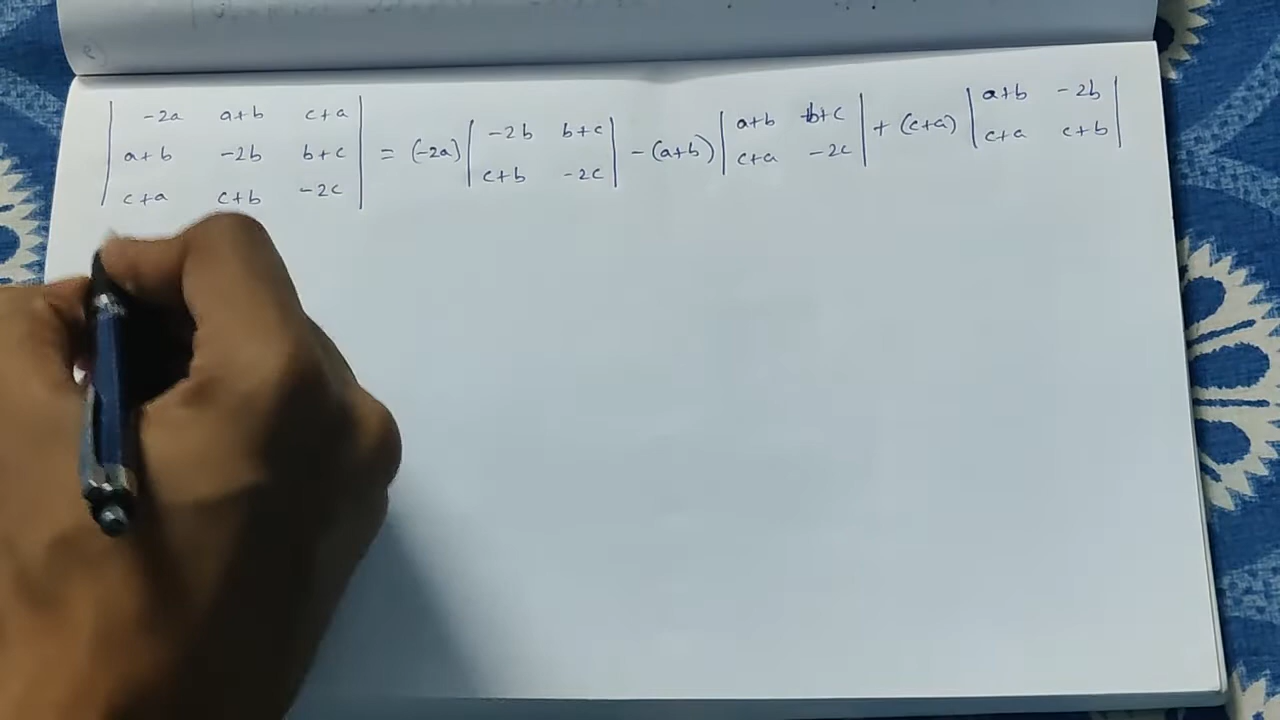 | -2a a+b c+a |
| a+b -2b b+c | = (-2a) | -2b b+c | - (a+b) | a+b b+c | + (c+a) | a+b -2b |
| c+a c+b -2c | | c+b -2c | | c+a -2c | | c+a c+b |